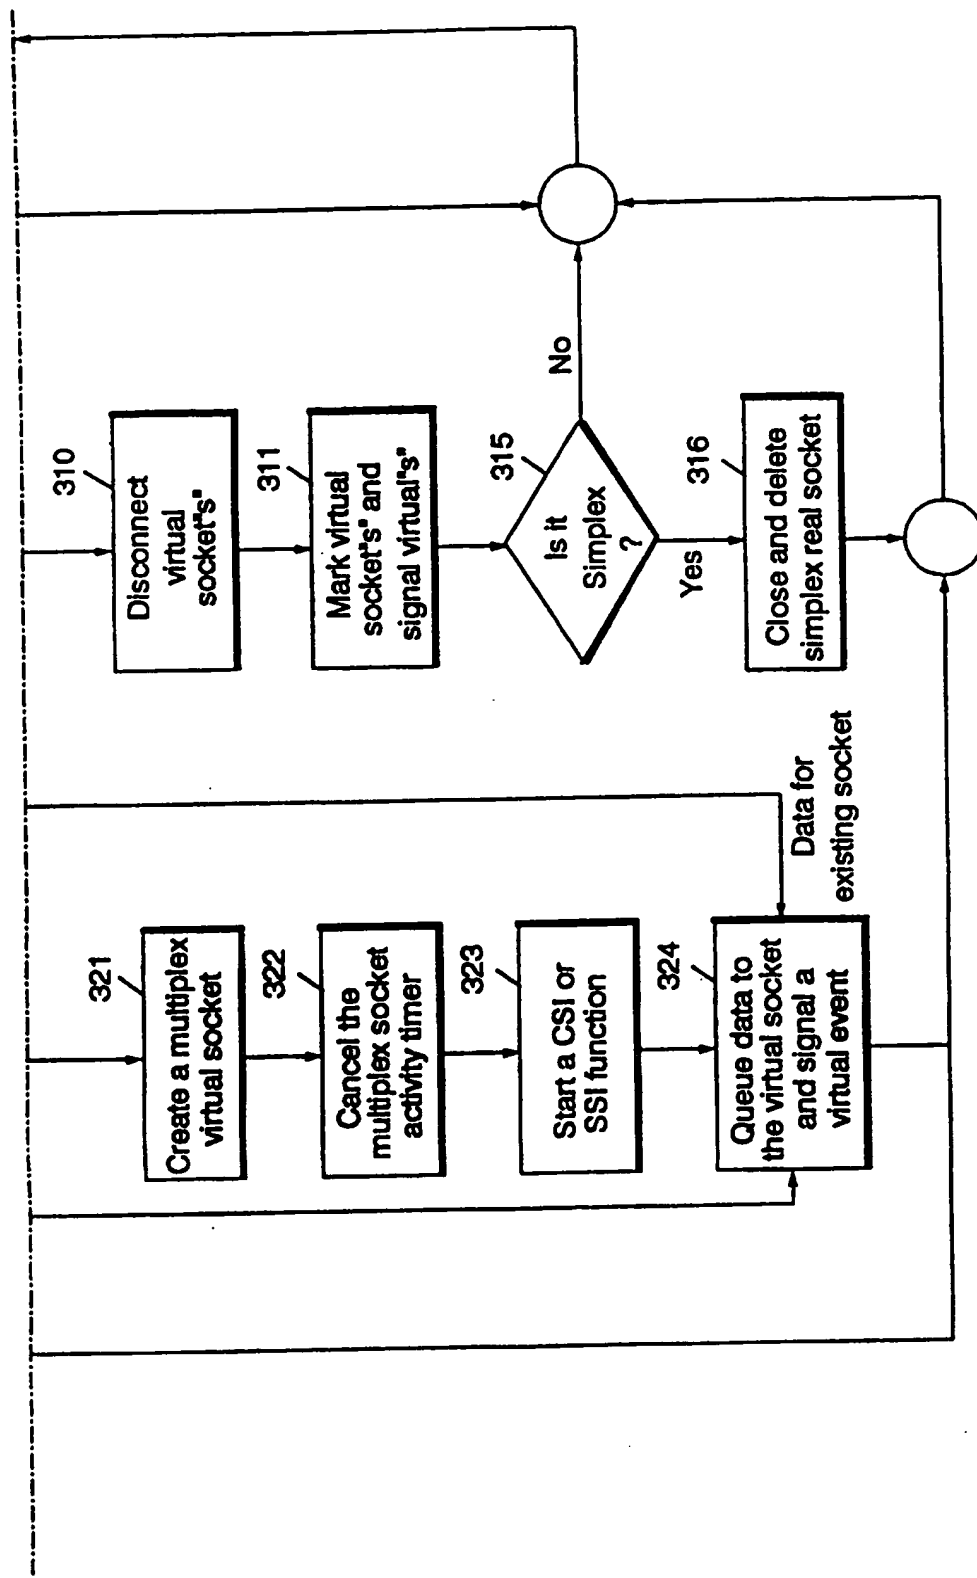 321
Create a multiplex
virtual socket
322
Cancel the
multiplex socket
activity timer
323
Start a CSI or
SSI function
324
Queue data to
the virtual socket
and signal a
virtual event
Data for
existing socket
310
Disconnect
virtual
socket"s"
311
Mark virtual
socket"s" and
signal virtual"s"
315
Is it
Simplex
?
No
Yes
316
Close and delete
simplex real socket